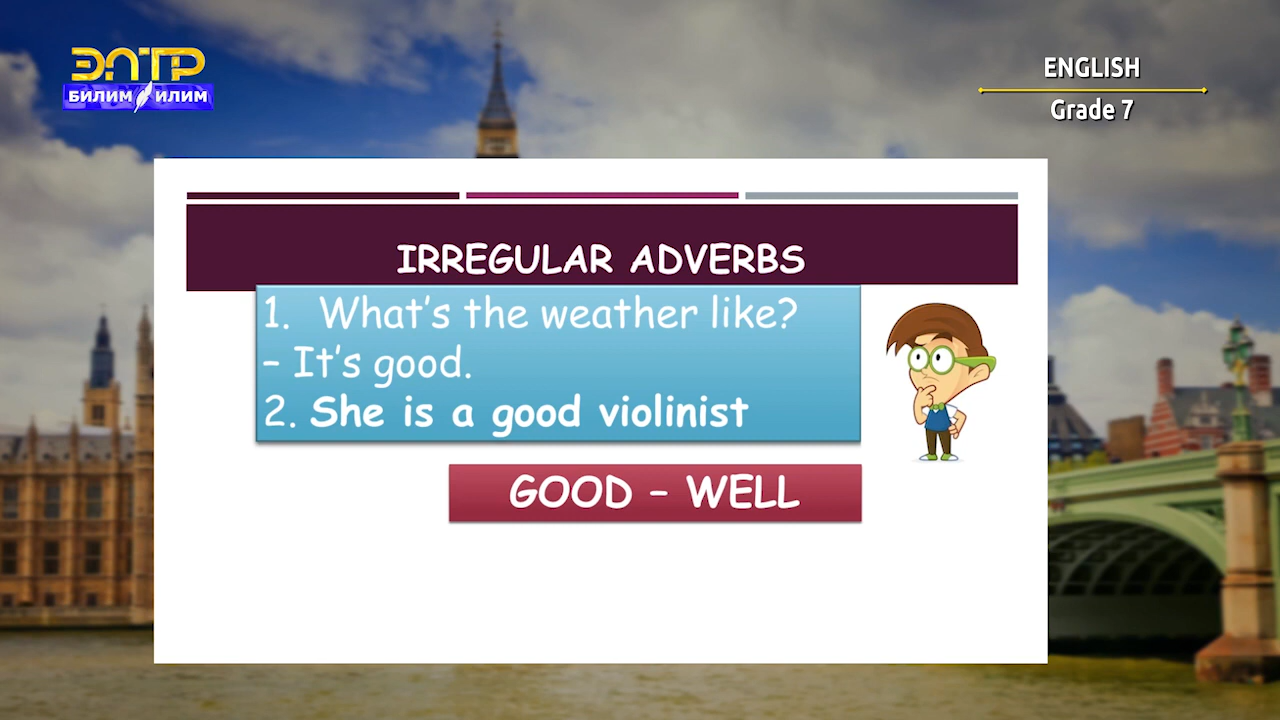 ЭЛТР
БИЛИМ ИЛИМ
ENGLISH
Grade 7
IRREGULAR ADVERBS
1. What's the weather like?
– It's good.
2. She is a good violinist
GOOD – WELL